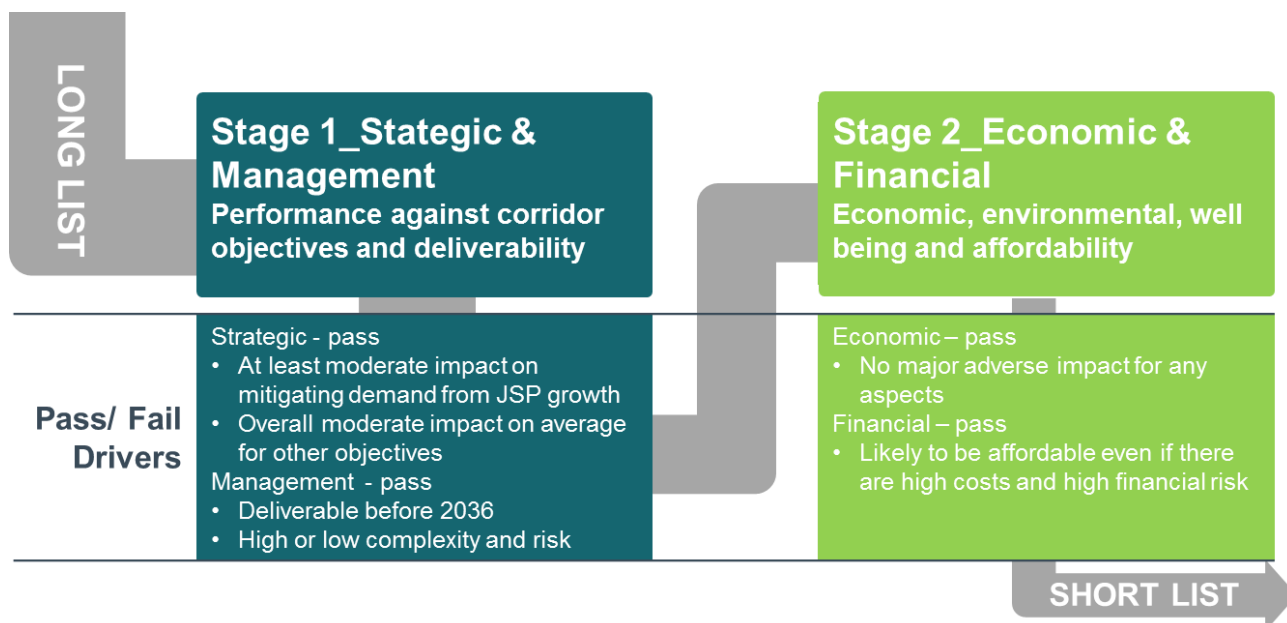 LONG LIST
Stage 1_Stategic &
Management
Performance against corridor
objectives and deliverability
Stage 2_Economic &
Financial
Economic, environmental, well
being and affordability
Pass/ Fail
Drivers
Strategic - pass
• At least moderate impact on
mitigating demand from JSP growth
• Overall moderate impact on average
for other objectives
Management - pass
• Deliverable before 2036
• High or low complexity and risk
Economic – pass
• No major adverse impact for any
aspects
Financial – pass
• Likely to be affordable even if there
are high costs and high financial risk
SHORT LIST